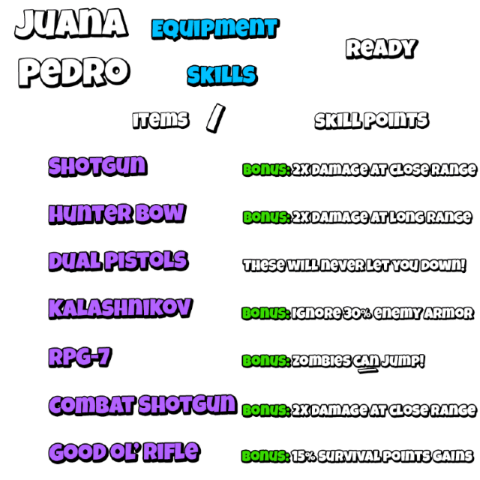 Juana Equipment
Ready
Pedro Skills
Items / Skill Points
Shotgun Bonus: 2x damage at close range
Hunter Bow Bonus: 2x damage at long range
Dual Pistols These will never let you down!
Kalashnikov Bonus: Ignore 30% enemy armor
RPG-7 Bonus: Zombies can jump!
Combat Shotgun Bonus: 2x damage at close range
Good Ol' Rifle Bonus: 15% survival points gains